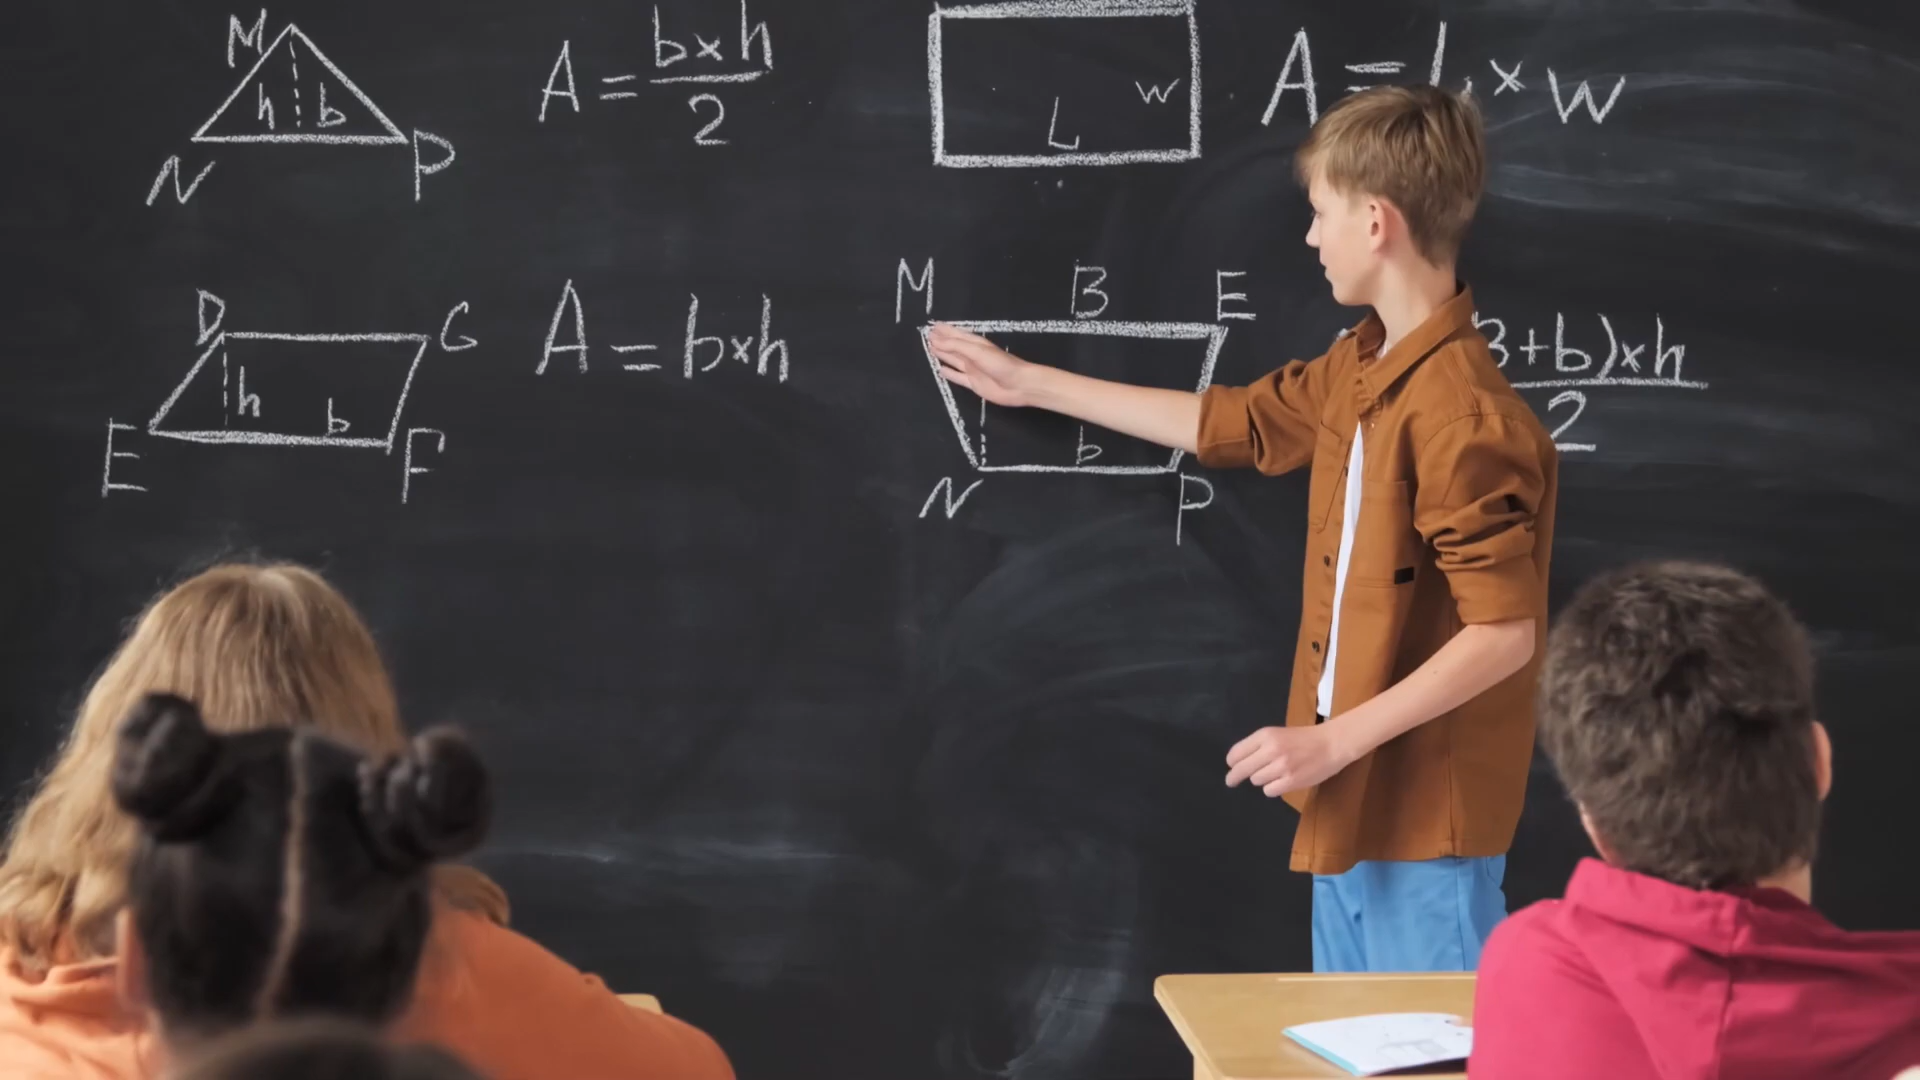 M
h b
N P
A = b×h
2
W
L
A = L × W
D G
h b
E F
A = b×h
M B E
b
N P
+b)×h
2